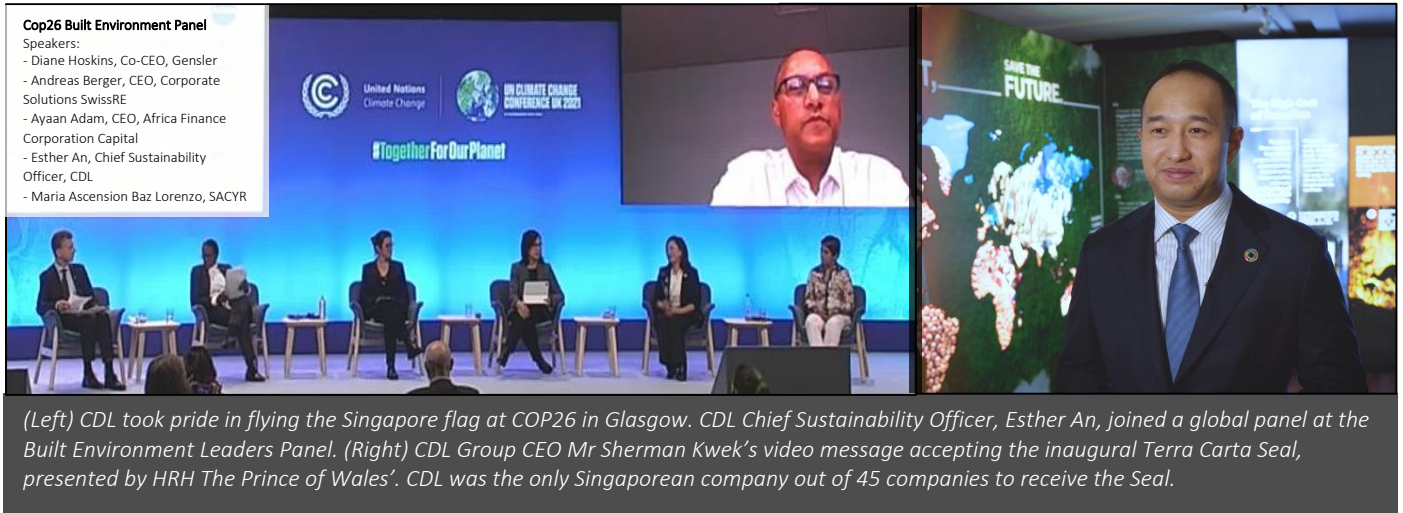 Cop26 Built Environment Panel
Speakers:
- Diane Hoskins, Co-CEO, Gensler
- Andreas Berger, CEO, Corporate
Solutions SwissRE
- Ayaan Adam, CEO, Africa Finance
Corporation Capital
- Esther An, Chief Sustainability
Officer, CDL
- Maria Ascension Baz Lorenzo, SACYR
United Nations
Climate Change
UN CLIMATE CHANGE
CONFERENCE UK 2021
#TogetherForOurPlanet
SAVE THE
FUTURE
The High Cost
(Left) CDL took pride in flying the Singapore flag at COP26 in Glasgow. CDL Chief Sustainability Officer, Esther An, joined a global panel at the
Built Environment Leaders Panel. (Right) CDL Group CEO Mr Sherman Kwek’s video message accepting the inaugural Terra Carta Seal,
presented by HRH The Prince of Wales’. CDL was the only Singaporean company out of 45 companies to receive the Seal.